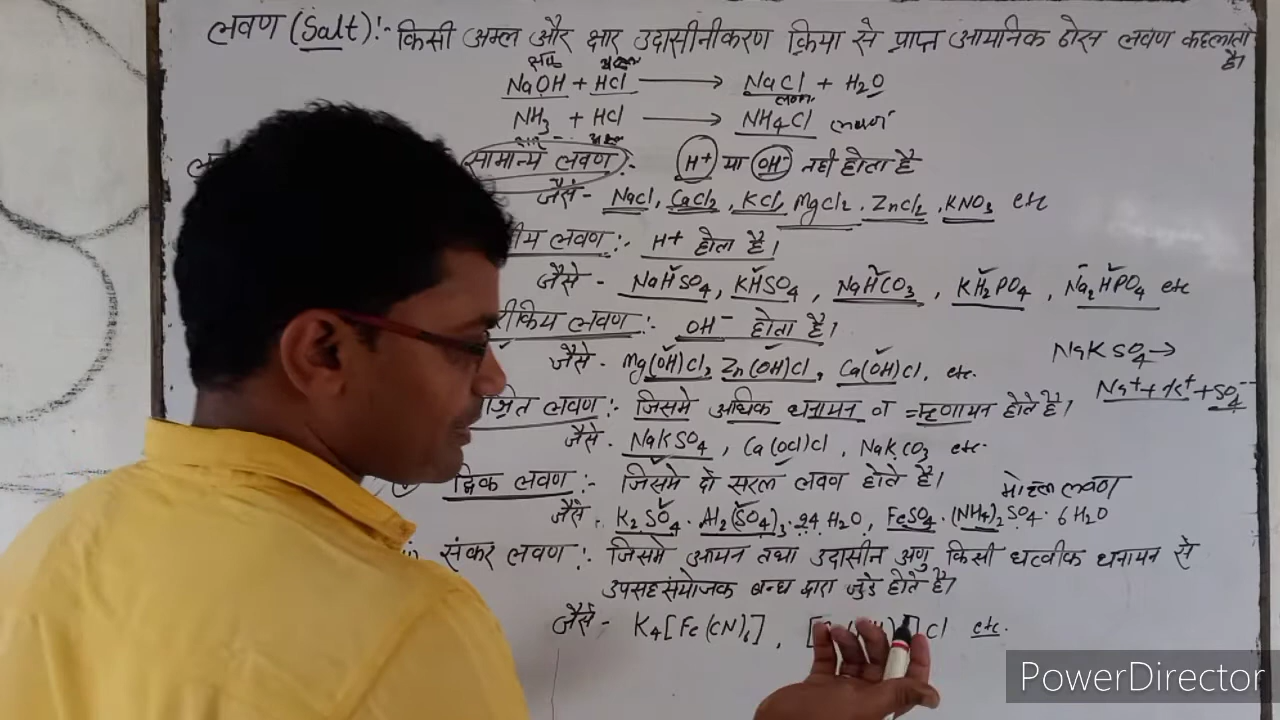 लवण (Salt):- किसी अम्ल और क्षार उदासीनीकरण क्रिया से प्राप्त आयनिक ठोस लवण कहलाता है।
NaOH + HCl → NaCl + H₂O
लवण
NH₃ + HCl → NH₄Cl लवण
सामान्य लवण :- H⁺ या OH⁻ नही होता है
जैसे- NaCl, CaCl₂, KCl, MgCl₂, ZnCl₂, KNO₃ etc
लवण :- H⁺ होता है।
जैसे - NaHSO₄, KHSO₄, NaHCO₃, KH₂PO₄, Na₂HPO₄ etc
लवण :- OH⁻ होता है।
जैसे- Mg(OH)Cl, Zn(OH)Cl, Ca(OH)Cl, etc.
NaKSO₄→
Na⁺ + K⁺ + SO₄⁻⁻
लवण :- जिसमे अधिक धनायन व ऋणायन होते है।
जैसे- NaKSO₄, Ca(OCl)Cl, NaKCO₃ etc.
द्विक लवण :- जिसमे दो सरल लवण होते है।
मोहर लवण
जैसे. K₂SO₄·Al₂(SO₄)₃·24H₂O, FeSO₄·(NH₄)₂SO₄·6H₂O
संकर लवण :- जिसमे आयन तथा उदासीन अणु किसी धत्वीक धनायन से
उपसहसंयोजक बन्ध द्वारा जुडे होते है।
जैसे- K₄[Fe(CN)₆], [ ]Cl etc.
PowerDirector